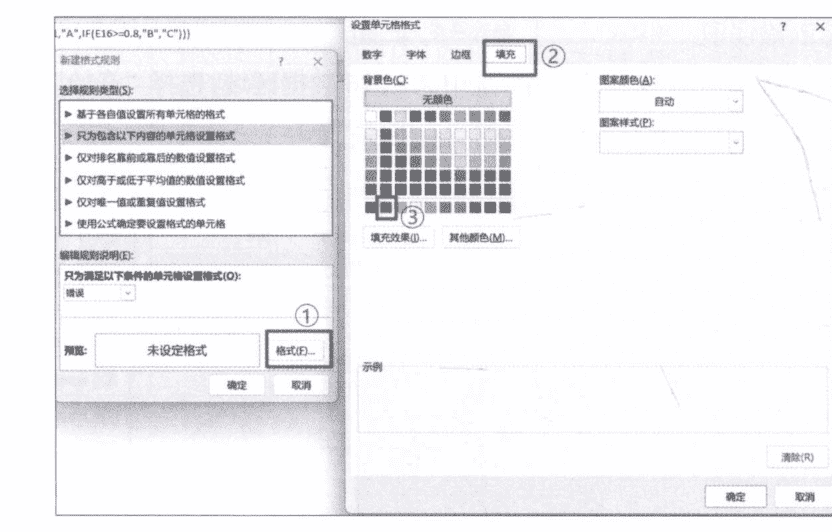 ,"A",IF(E16>=0.8,"B","C")))
新建格式规则
? ×
选择规则类型(S):
► 基于各自值设置所有单元格的格式
► 只为包含以下内容的单元格设置格式
► 仅对排名靠前或靠后的数值设置格式
► 仅对高于或低于平均值的数值设置格式
► 仅对唯一值或重复值设置格式
► 使用公式确定要设置格式的单元格
编辑规则说明(E):
只为满足以下条件的单元格设置格式(O):
错误
①
预览:
未设定格式
格式(F)...
确定
取消
设置单元格格式
? ×
数字 字体 边框 填充 ②
背景色(C):
无颜色
③
填充效果(I)...
其他颜色(M)...
图案颜色(A):
自动
图案样式(P):
示例
清除(R)
确定
取消